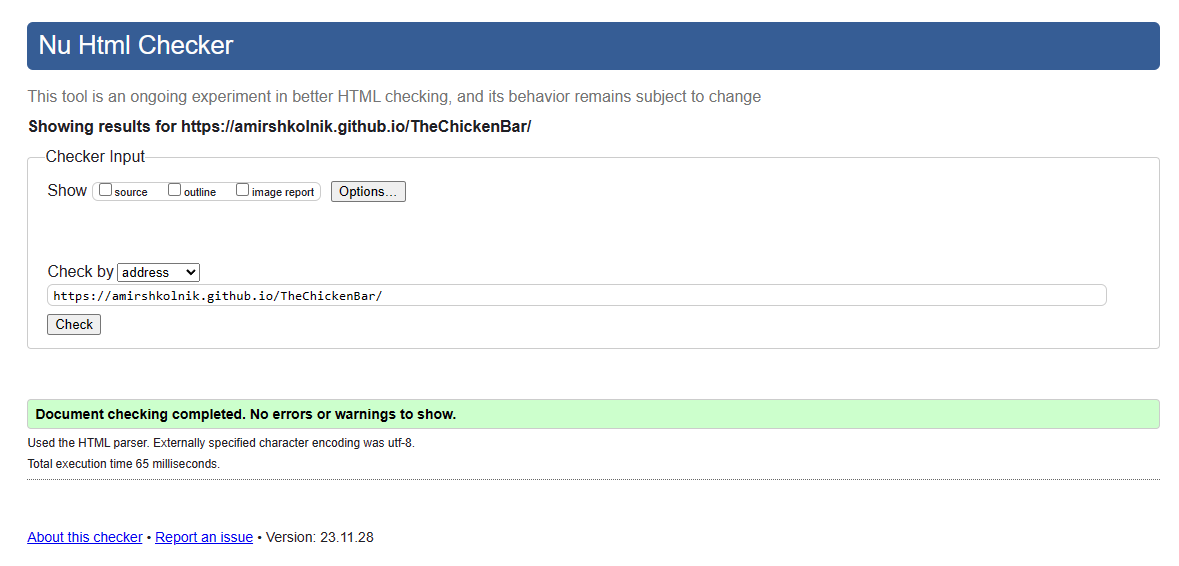 Nu Html Checker
This tool is an ongoing experiment in better HTML checking, and its behavior remains subject to change
Showing results for https://amirshkolnik.github.io/TheChickenBar/
Checker Input
Show source outline image report Options...
Check by address
https://amirshkolnik.github.io/TheChickenBar/
Check
Document checking completed. No errors or warnings to show.
Used the HTML parser. Externally specified character encoding was utf-8.
Total execution time 65 milliseconds.
About this checker • Report an issue • Version: 23.11.28